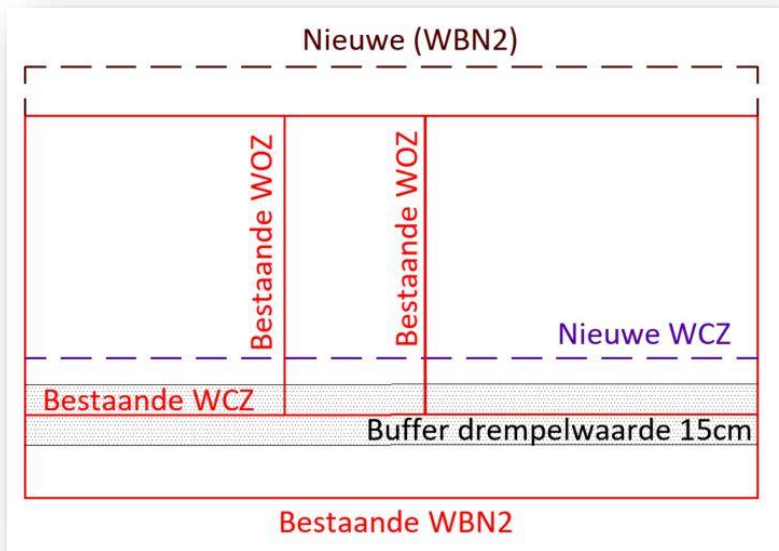 Nieuwe (WBN2)
Bestaande WOZ
Bestaande WOZ
Nieuwe WCZ
Bestaande WCZ
Buffer drempelwaarde 15cm
Bestaande WBN2